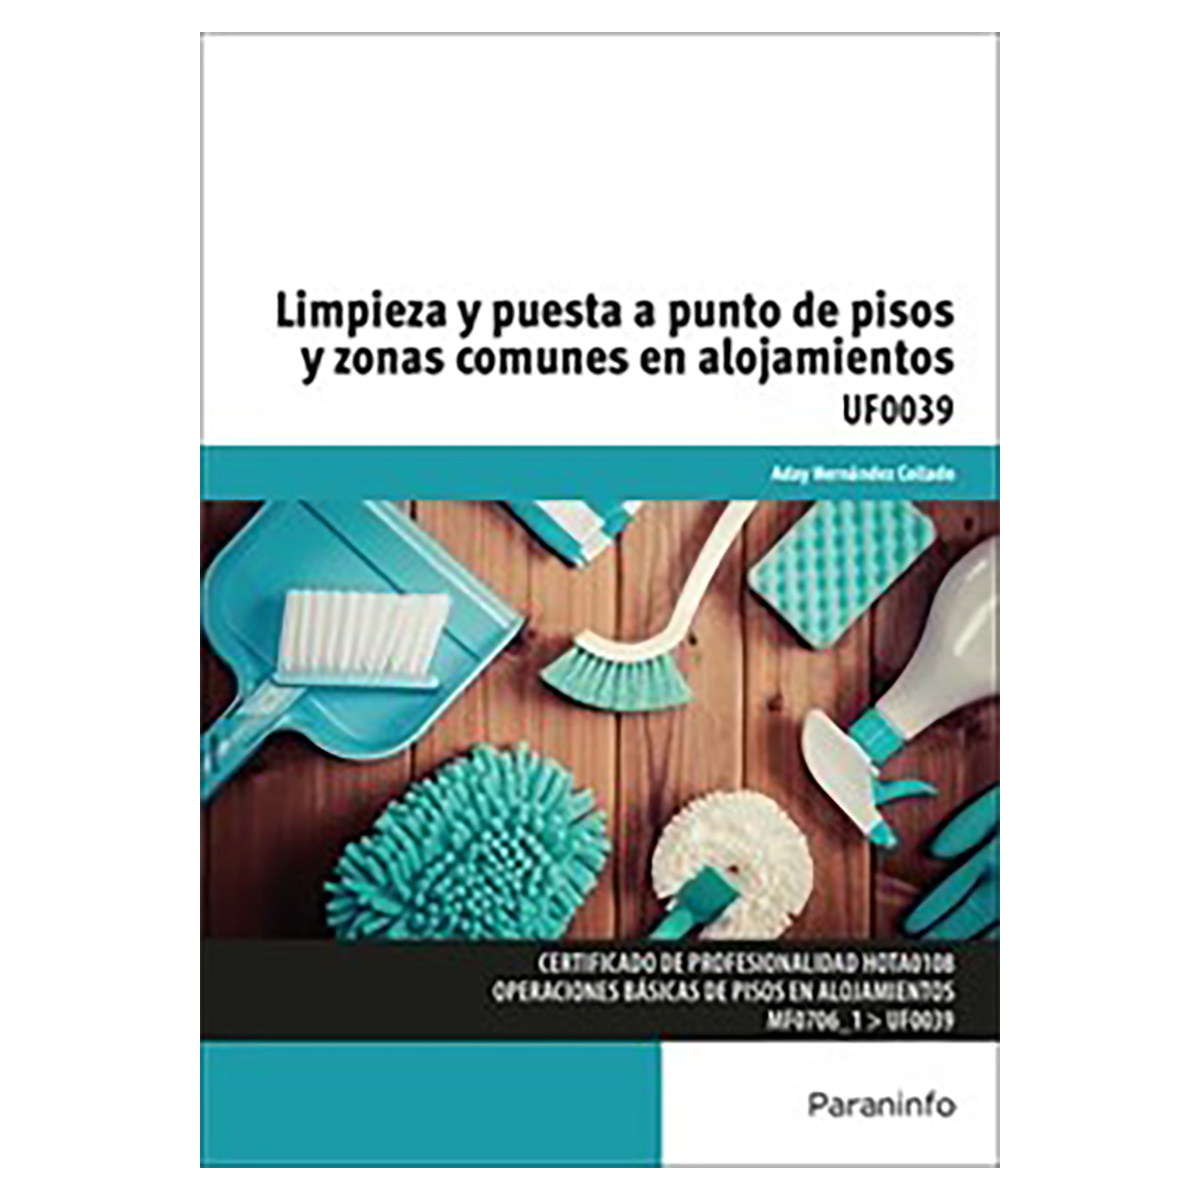 Limpieza y puesta a punto de pisos
y zonas comunes en alojamientos
UF0039
Aday Hernández Collado
CERTIFICADO DE PROFESIONALIDAD HOTA0108
OPERACIONES BÁSICAS DE PISOS EN ALOJAMIENTOS
MF0706_1 > UF0039
Paraninfo